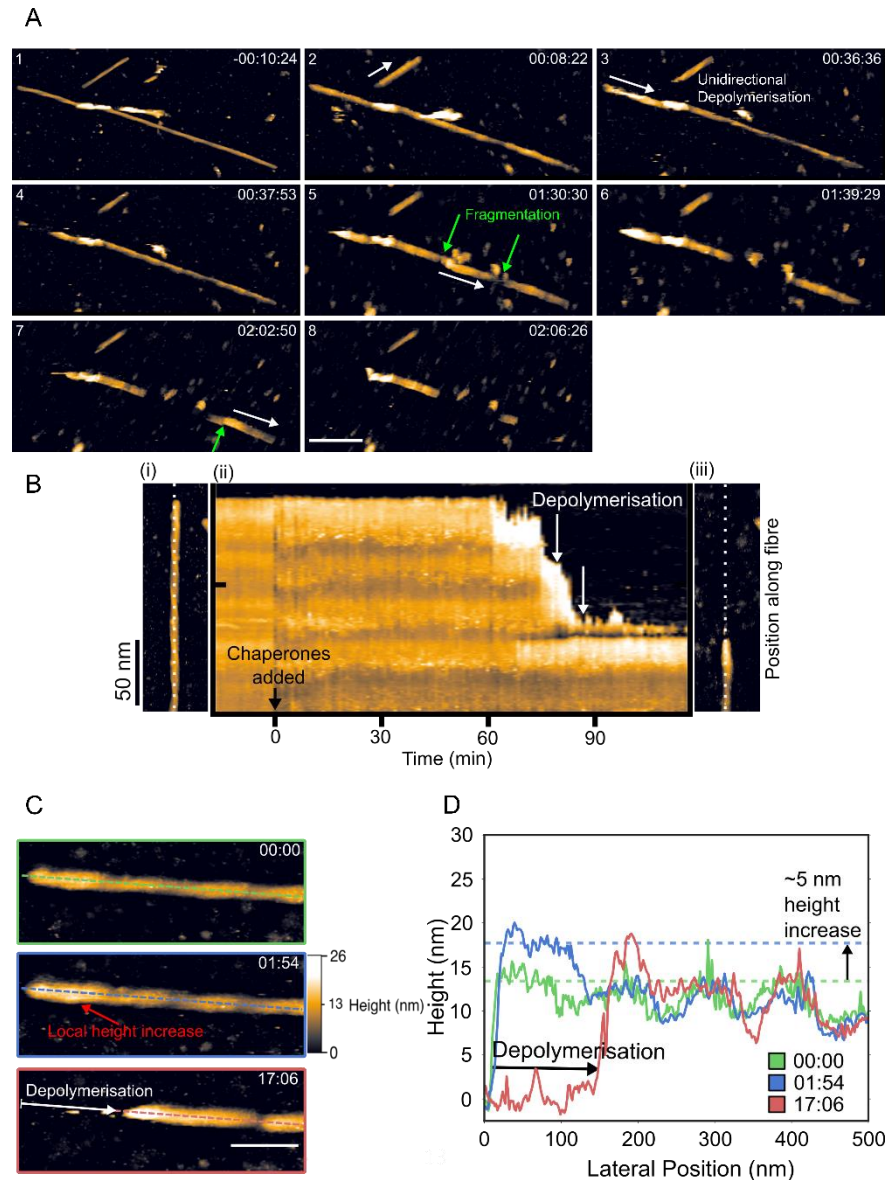 A
1
-00:10:24
2
00:08:22
3
00:36:36
Unidirectional
Depolymerisation
4
00:37:53
5
01:30:30
Fragmentation
6
01:39:29
7
02:02:50
8
02:06:26
B
(i)
(ii)
(iii)
Depolymerisation
50 nm
Chaperones
added
Position along fibre
0
30
60
90
Time (min)
C
00:00
01:54
Local height increase
26
13
0
Height (nm)
17:06
Depolymerisation
D
30
25
20
15
10
5
0
Height (nm)
~5 nm
height
increase
Depolymerisation
00:00
01:54
17:06
0
100
200
300
400
500
Lateral Position (nm)